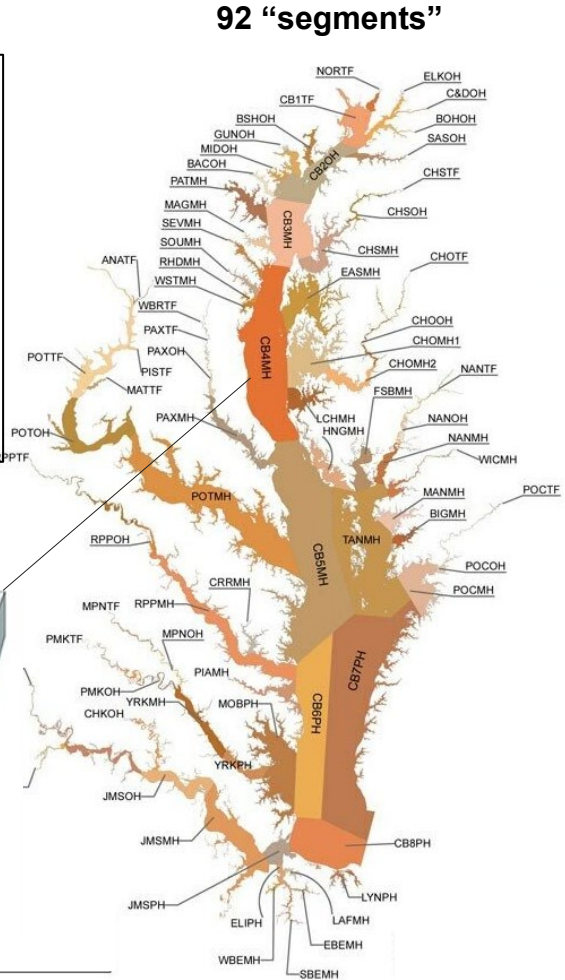 92 “segments”
NORTF
ELKOH
CB1TF
C&DOH
BSHOH
BOHOH
GUNOH
SASOH
MIDOH
CB2OH
BACOH
CHSTF
PATMH
MAGMH
CB3MH
CHSOH
SEVMH
SOUMH
CHSMH
RHDMH
CHOTF
ANATF
EASMH
WSTMH
WBRTF
PAXTF
CHOOH
CB4MH
CHOMH1
PAXOH
POTTF
PISTF
CHOMH2
NANTF
MATTF
FSBMH
PAXMH
LCHMH
NANOH
POTOH
HNGMH
NANMH
WICMH
PPTF
POTMH
MANMH
POCTF
BIGMH
TANMH
RPPOH
CB5MH
POCOH
CRRMH
POCMH
MPNTF
RPPMH
MPNOH
PMKTF
PIAMH
CB7PH
PMKOH
CB6PH
YRKMH
MOBPH
CHKOH
YRKPH
JMSOH
JMSMH
CB8PH
JMSPH
LYNPH
ELIPH
LAFMH
EBEMH
WBEMH
SBEMH